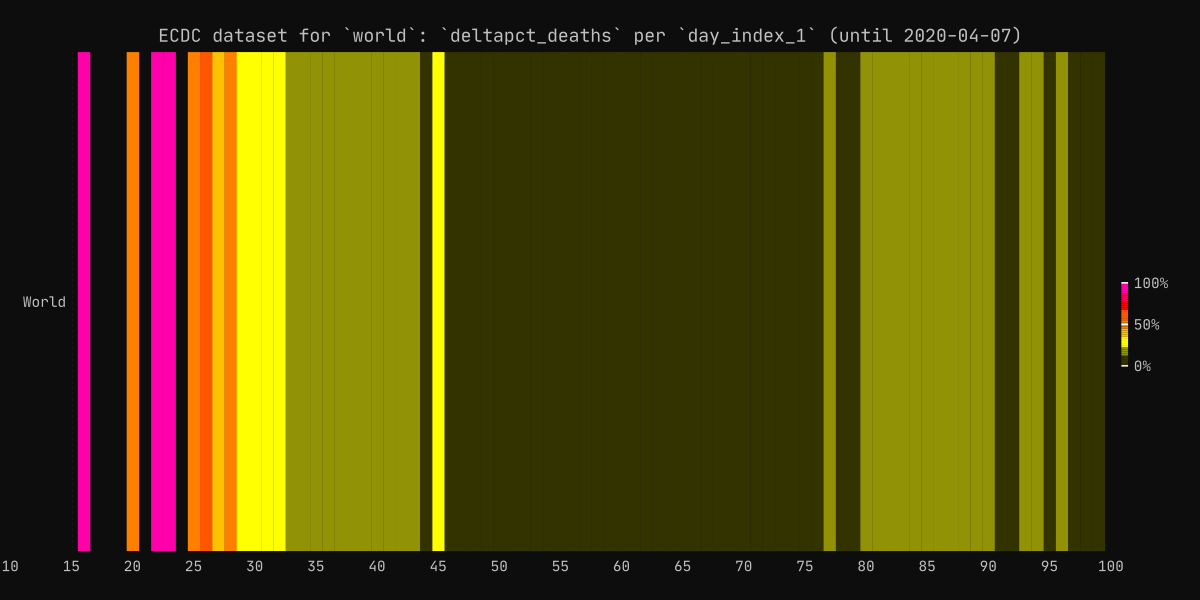 ECDC dataset for `world`: `deltapct_deaths` per `day_index_1` (until 2020-04-07)
100%
World
50%
0%
10 15 20 25 30 35 40 45 50 55 60 65 70 75 80 85 90 95 100